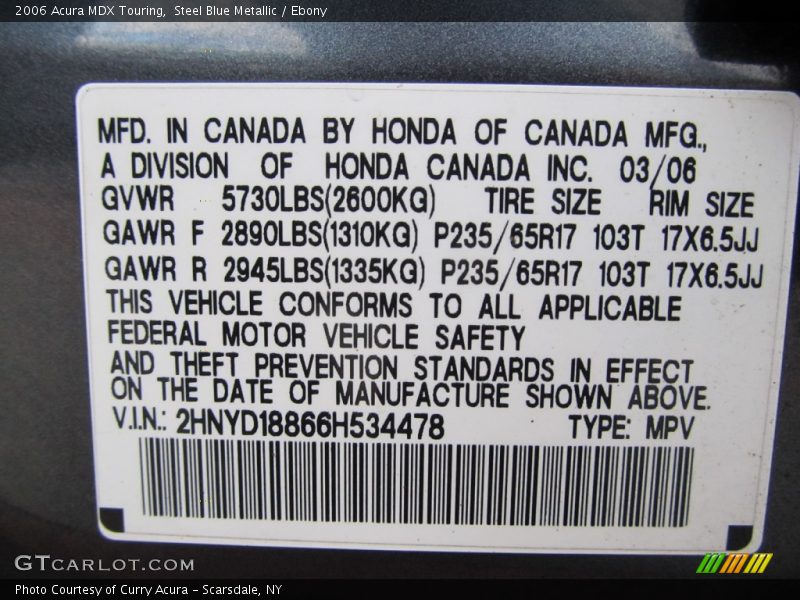 2006 Acura MDX Touring, Steel Blue Metallic / Ebony
MFD. IN CANADA BY HONDA OF CANADA MFG.,
A DIVISION OF HONDA CANADA INC. 03/06
GVWR 5730LBS(2600KG) TIRE SIZE RIM SIZE
GAWR F 2890LBS(1310KG) P235/65R17 103T 17X6.5JJ
GAWR R 2945LBS(1335KG) P235/65R17 103T 17X6.5JJ
THIS VEHICLE CONFORMS TO ALL APPLICABLE
FEDERAL MOTOR VEHICLE SAFETY
AND THEFT PREVENTION STANDARDS IN EFFECT
ON THE DATE OF MANUFACTURE SHOWN ABOVE.
V.I.N.: 2HNYD18866H534478 TYPE: MPV
GTCARLOT.COM
Photo Courtesy of Curry Acura - Scarsdale, NY